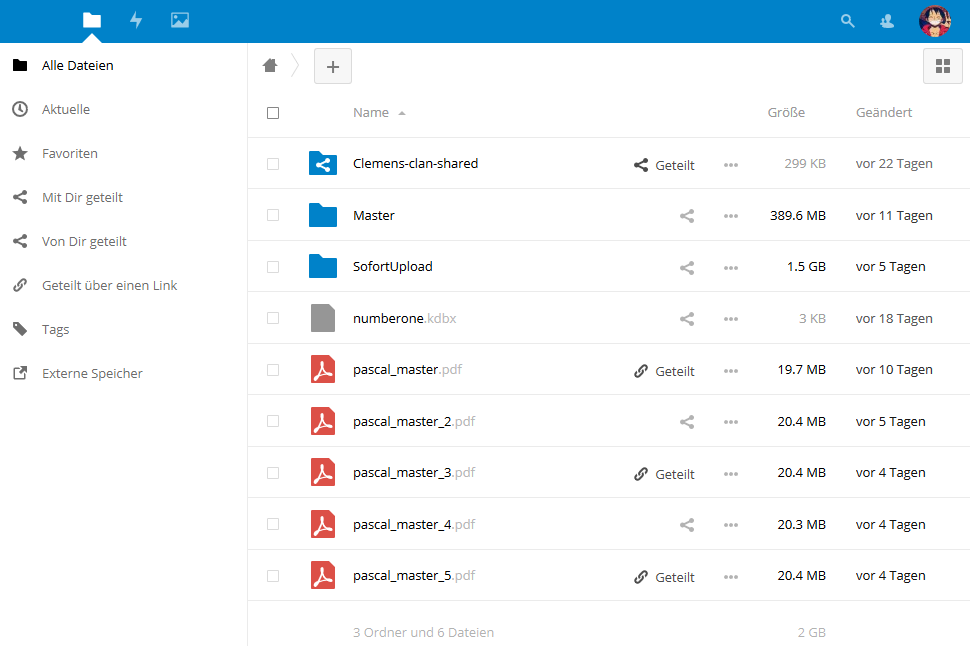 Alle Dateien
Aktuelle
Favoriten
Mit Dir geteilt
Von Dir geteilt
Geteilt über einen Link
Tags
Externe Speicher
Name Größe Geändert
Clemens-clan-shared Geteilt 299 KB vor 22 Tagen
Master 389.6 MB vor 11 Tagen
SofortUpload 1.5 GB vor 5 Tagen
numberone.kdbx 3 KB vor 18 Tagen
pascal_master.pdf Geteilt 19.7 MB vor 10 Tagen
pascal_master_2.pdf 20.4 MB vor 5 Tagen
pascal_master_3.pdf Geteilt 20.4 MB vor 4 Tagen
pascal_master_4.pdf 20.3 MB vor 4 Tagen
pascal_master_5.pdf Geteilt 20.4 MB vor 4 Tagen
3 Ordner und 6 Dateien 2 GB